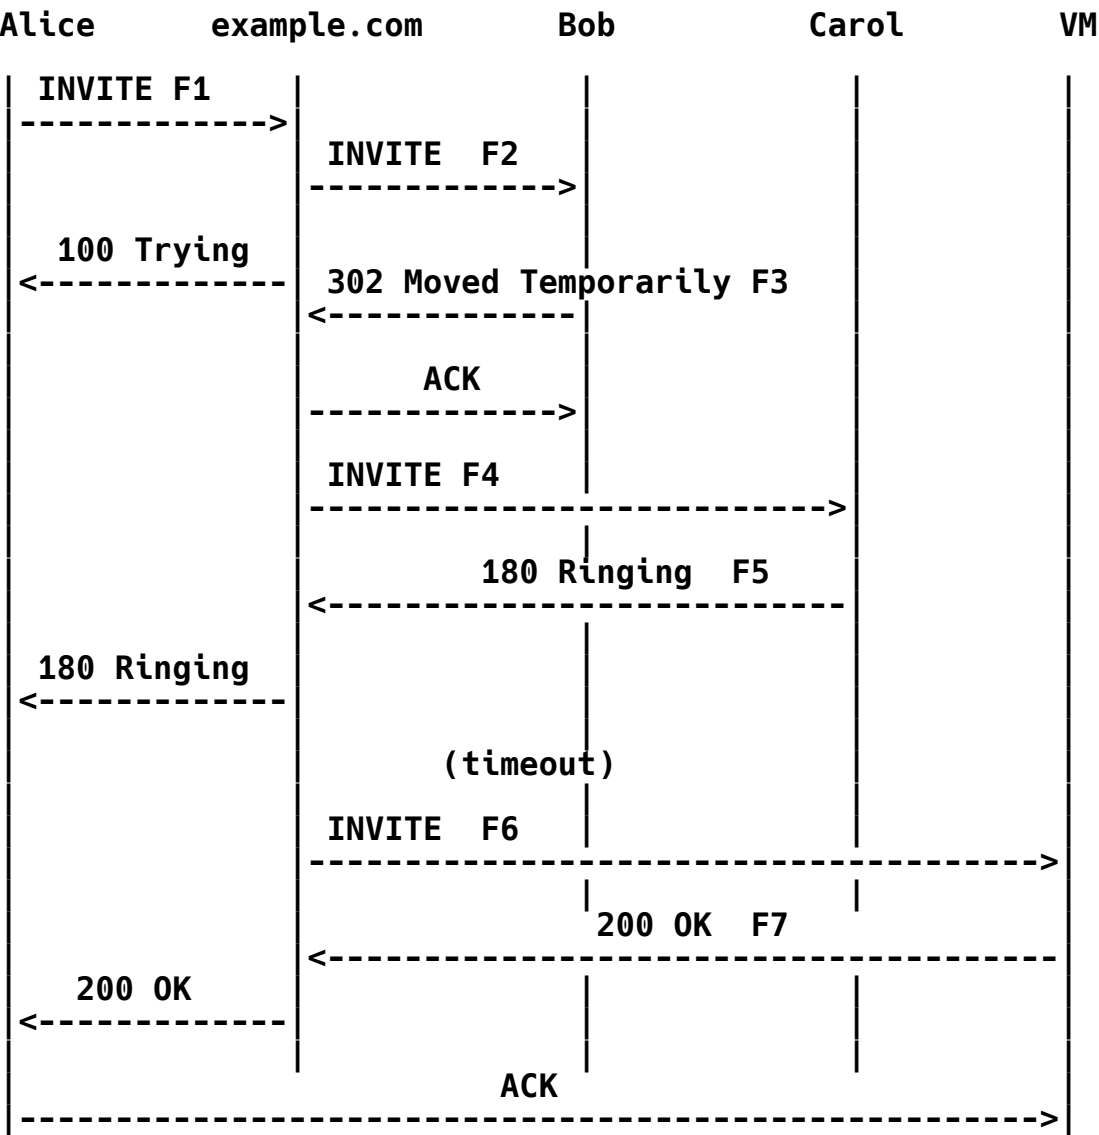 Alice example.com Bob Carol VM
INVITE F1
INVITE F2
100 Trying
302 Moved Temporarily F3
ACK
INVITE F4
180 Ringing F5
180 Ringing
(timeout)
INVITE F6
200 OK F7
200 OK
ACK